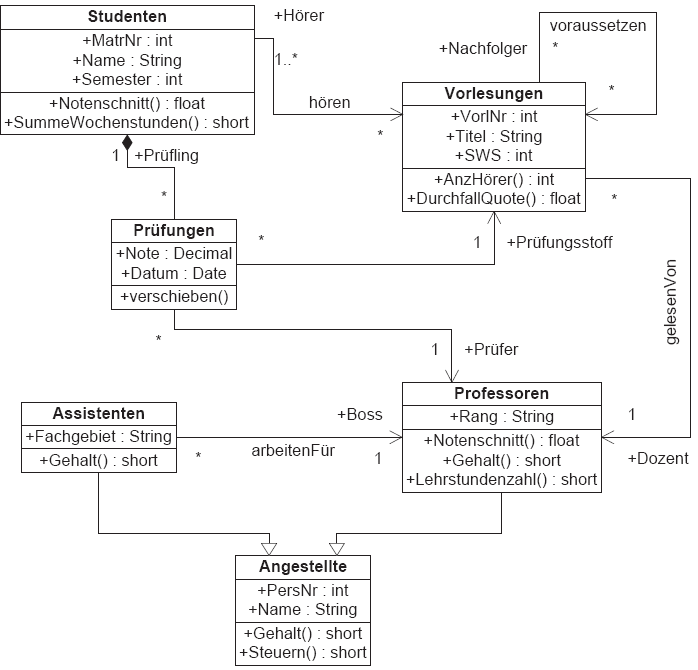 Studenten
+MatrNr : int
+Name : String
+Semester : int
+Notenschnitt() : float
+SummeWochenstunden() : short
+Hörer
1..*
hören
*
voraussetzen
+Nachfolger
*
*
Vorlesungen
+VorlNr : int
+Titel : String
+SWS : int
+AnzHörer() : int
+DurchfallQuote() : float
1
+Prüfling
*
Prüfungen
+Note : Decimal
+Datum : Date
+verschieben()
*
1
+Prüfungsstoff
*
gelesenVon
1
+Dozent
*
1
+Prüfer
Professoren
+Rang : String
+Notenschnitt() : float
+Gehalt() : short
+Lehrstundenzahl() : short
Assistenten
+Fachgebiet : String
+Gehalt() : short
+Boss
*
arbeitenFür
1
Angestellte
+PersNr : int
+Name : String
+Gehalt() : short
+Steuern() : short